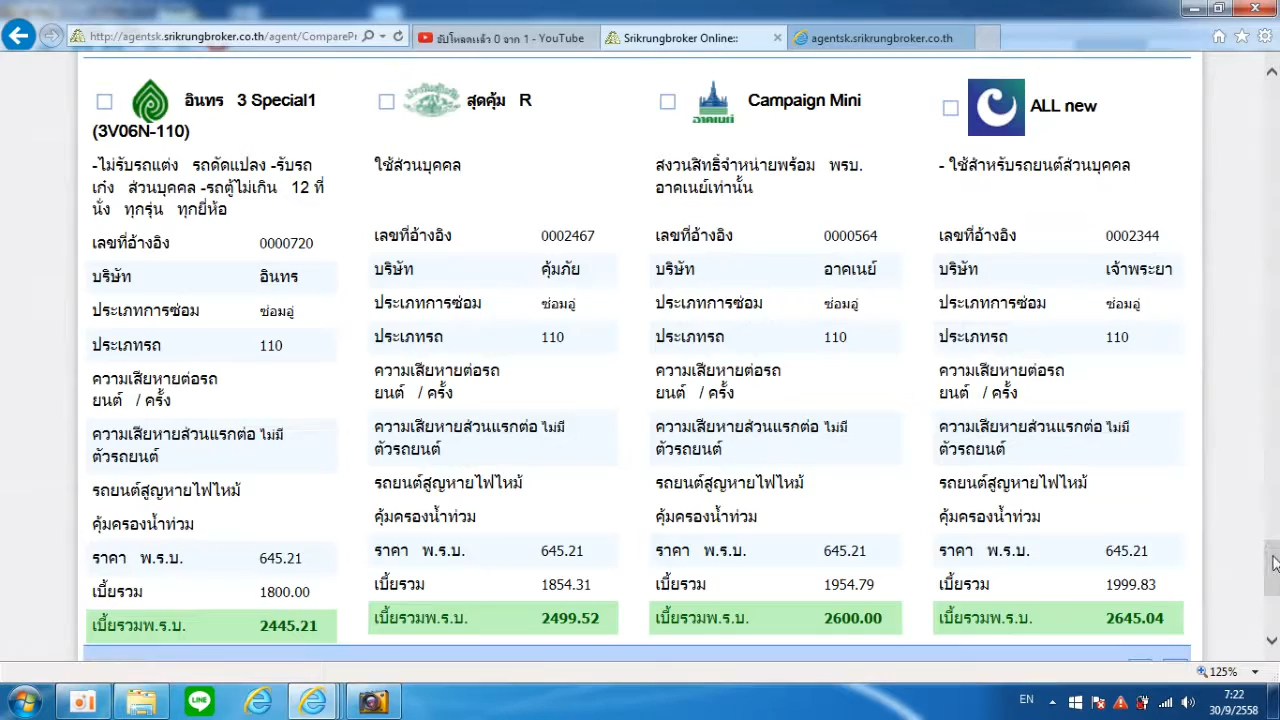 http://agentsk.srikrungbroker.co.th/agent/ComparePr
อัปโหลดแล้ว 0 จาก 1 - YouTube
Srikrungbroker Online::
agentsk.srikrungbroker.co.th
อินทร 3 Special1
(3V06N-110)
-ไม่รับรถแต่ง รถดัดแปลง -รับรถ
เก๋ง ส่วนบุคคล -รถตู้ไม่เกิน 12 ที่
นั่ง ทุกรุ่น ทุกยี่ห้อ
เลขที่อ้างอิง 0000720
บริษัท อินทร
ประเภทการซ่อม ซ่อมอู่
ประเภทรถ 110
ความเสียหายต่อรถ
ยนต์ / ครั้ง
ความเสียหายส่วนแรกต่อ ไม่มี
ตัวรถยนต์
รถยนต์สูญหายไฟไหม้
คุ้มครองน้ำท่วม
ราคา พ.ร.บ. 645.21
เบี้ยรวม 1800.00
เบี้ยรวมพ.ร.บ. 2445.21
สุดคุ้ม R
ใช้ส่วนบุคคล
เลขที่อ้างอิง 0002467
บริษัท คุ้มภัย
ประเภทการซ่อม ซ่อมอู่
ประเภทรถ 110
ความเสียหายต่อรถ
ยนต์ / ครั้ง
ความเสียหายส่วนแรกต่อ ไม่มี
ตัวรถยนต์
รถยนต์สูญหายไฟไหม้
คุ้มครองน้ำท่วม
ราคา พ.ร.บ. 645.21
เบี้ยรวม 1854.31
เบี้ยรวมพ.ร.บ. 2499.52
อาคเนย์
Campaign Mini
สงวนสิทธิ์จำหน่ายพร้อม พรบ.
อาคเนย์เท่านั้น
เลขที่อ้างอิง 0000564
บริษัท อาคเนย์
ประเภทการซ่อม ซ่อมอู่
ประเภทรถ 110
ความเสียหายต่อรถ
ยนต์ / ครั้ง
ความเสียหายส่วนแรกต่อ ไม่มี
ตัวรถยนต์
รถยนต์สูญหายไฟไหม้
คุ้มครองน้ำท่วม
ราคา พ.ร.บ. 645.21
เบี้ยรวม 1954.79
เบี้ยรวมพ.ร.บ. 2600.00
ALL new
- ใช้สำหรับรถยนต์ส่วนบุคคล
เลขที่อ้างอิง 0002344
บริษัท เจ้าพระยา
ประเภทการซ่อม ซ่อมอู่
ประเภทรถ 110
ความเสียหายต่อรถ
ยนต์ / ครั้ง
ความเสียหายส่วนแรกต่อ ไม่มี
ตัวรถยนต์
รถยนต์สูญหายไฟไหม้
คุ้มครองน้ำท่วม
ราคา พ.ร.บ. 645.21
เบี้ยรวม 1999.83
เบี้ยรวมพ.ร.บ. 2645.04
125%
LINE
EN
7:22
30/9/2558